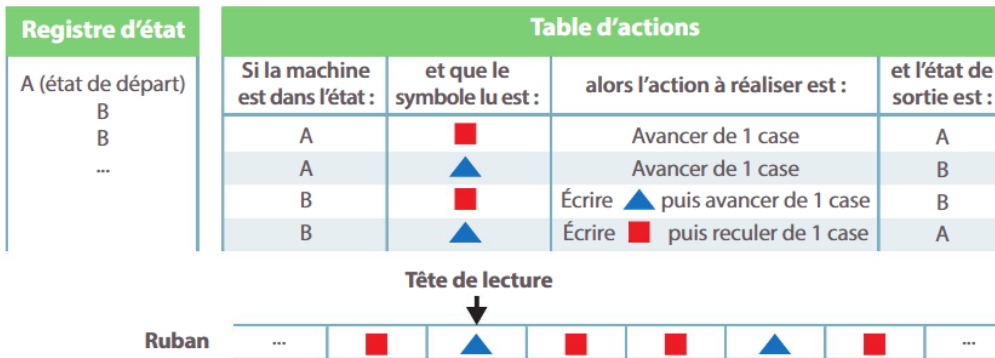 Registre d'état
A (état de départ)
B
B
...
Table d'actions
Si la machine est dans l'état : et que le symbole lu est : alors l'action à réaliser est : et l'état de sortie est :
A Avancer de 1 case A
A Avancer de 1 case B
B Écrire puis avancer de 1 case B
B Écrire puis reculer de 1 case A
Tête de lecture
Ruban ... ...